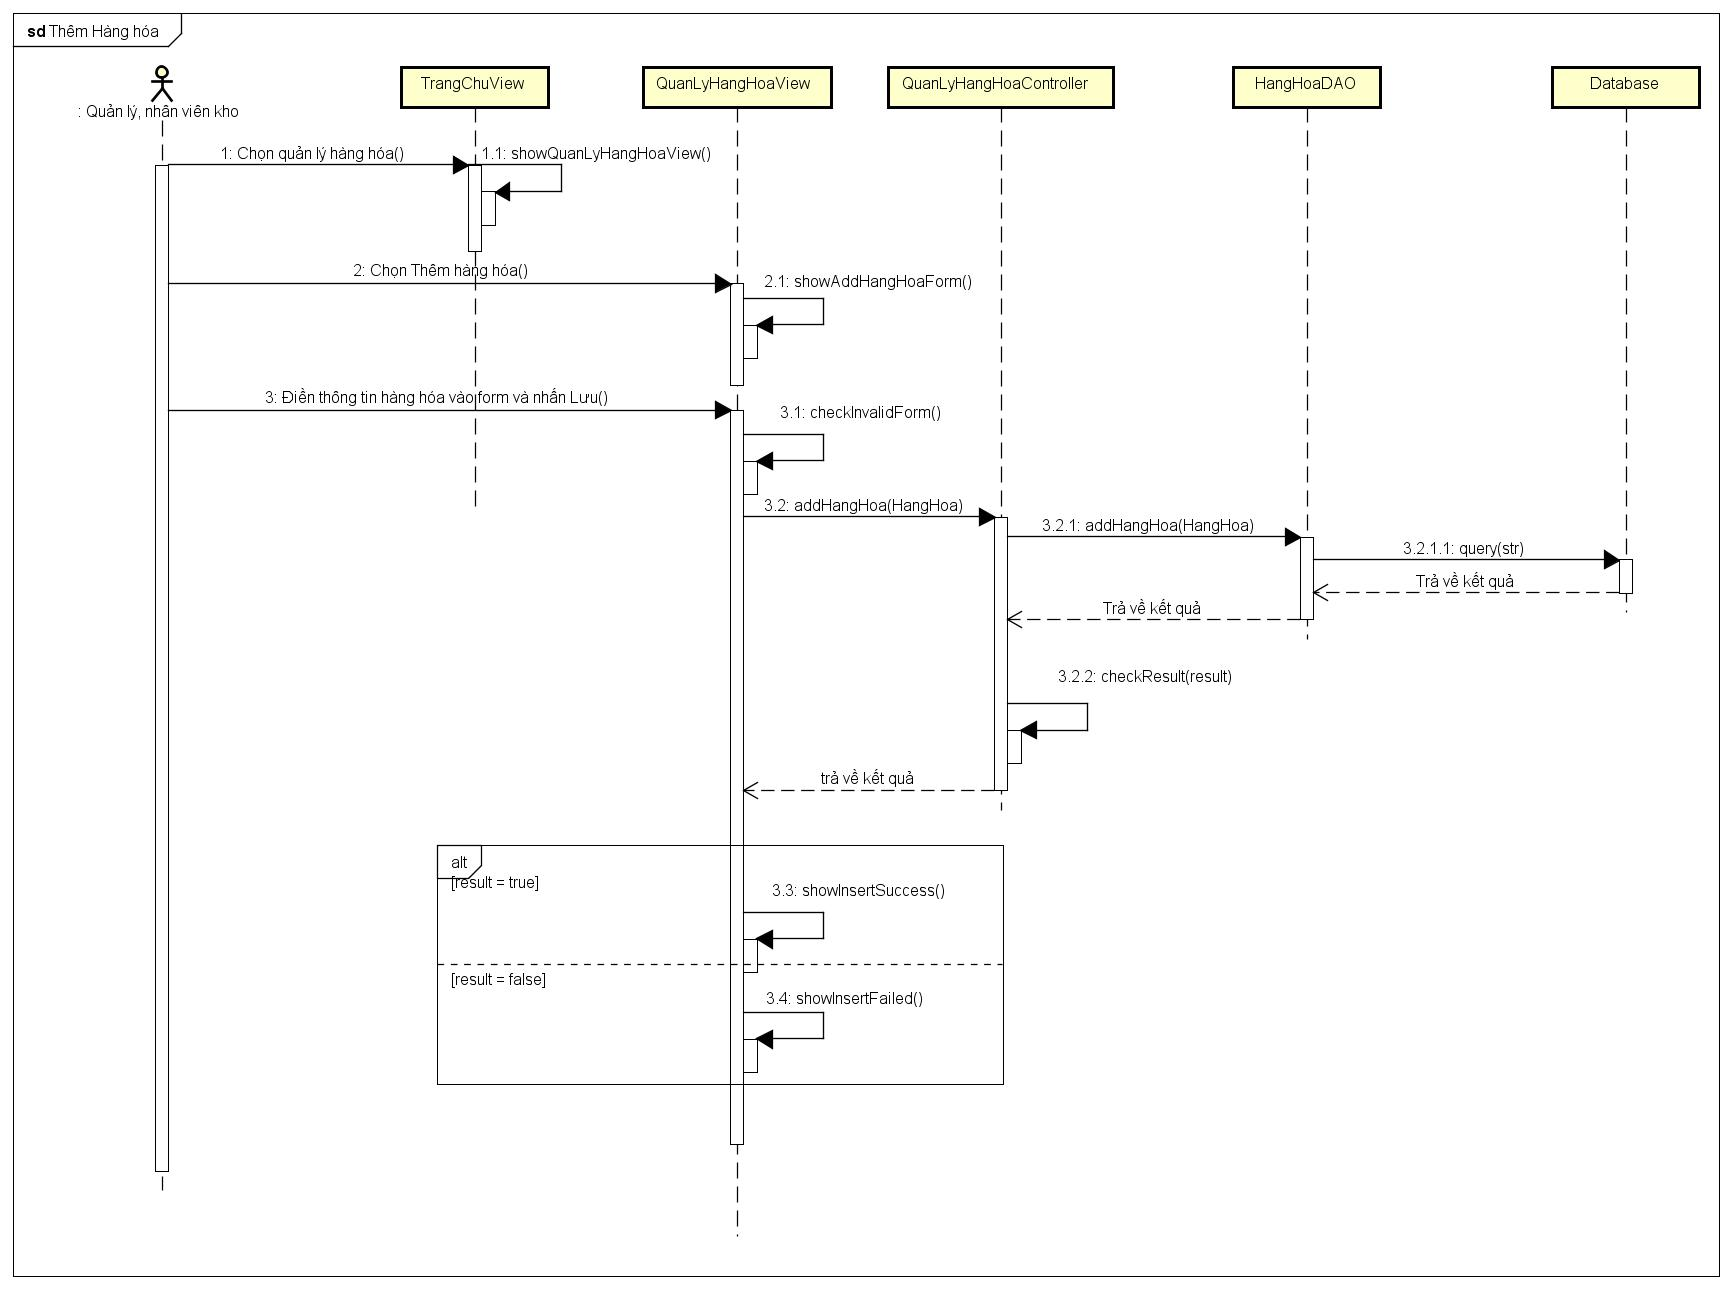 sd Thêm Hàng hóa
: Quản lý, nhân viên kho
TrangChuView
QuanLyHangHoaView
QuanLyHangHoaController
HangHoaDAO
Database
1: Chọn quản lý hàng hóa()
1.1: showQuanLyHangHoaView()
2: Chọn Thêm hàng hóa()
2.1: showAddHangHoaForm()
3: Điền thông tin hàng hóa vào form và nhấn Lưu()
3.1: checkInvalidForm()
3.2: addHangHoa(HangHoa)
3.2.1: addHangHoa(HangHoa)
3.2.1.1: query(str)
Trả về kết quả
Trả về kết quả
3.2.2: checkResult(result)
trả về kết quả
alt
[result = true]
3.3: showInsertSuccess()
[result = false]
3.4: showInsertFailed()